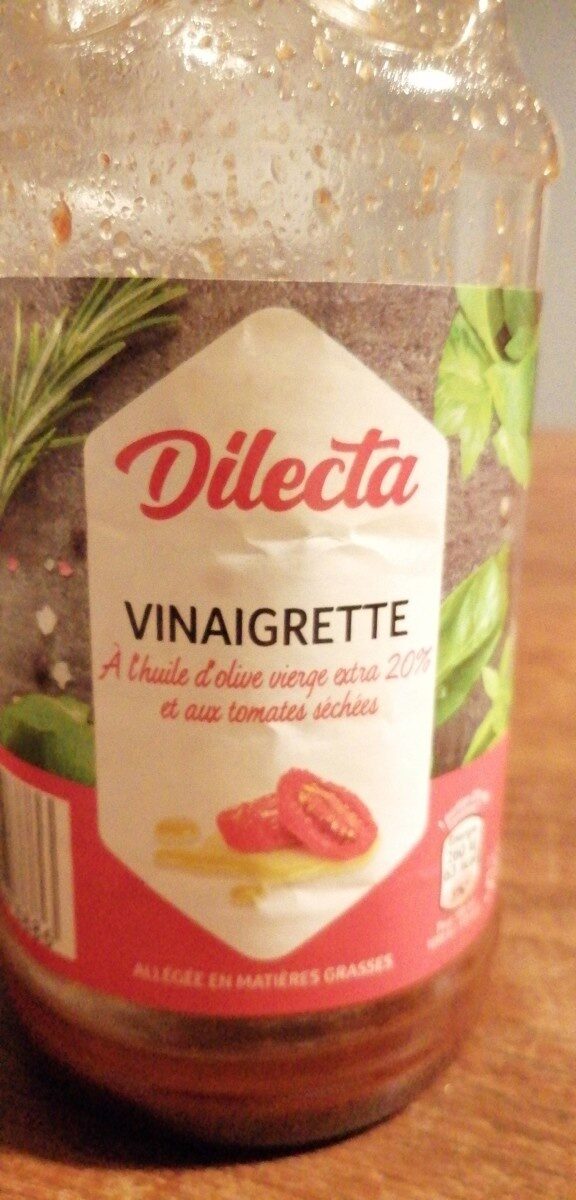 Dilecta
VINAIGRETTE
À l'huile d'olive vierge extra 20%
et aux tomates séchées
ALLÉGÉE EN MATIÈRES GRASSES